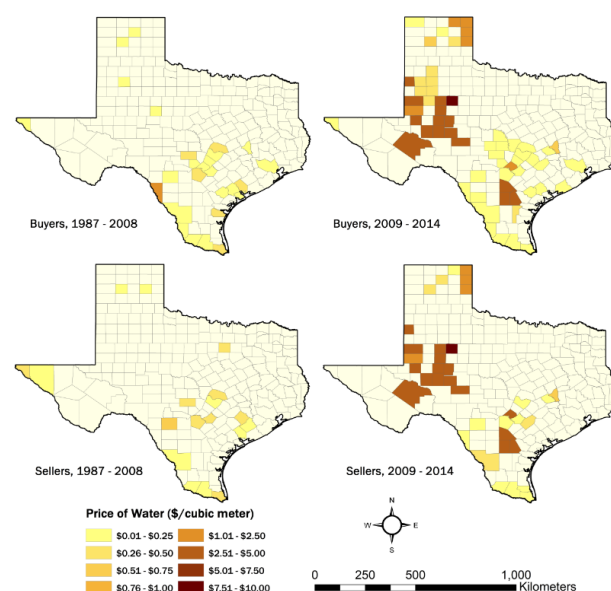 Buyers, 1987 - 2008
Buyers, 2009 - 2014
Sellers, 1987 - 2008
Sellers, 2009 - 2014
Price of Water ($/cubic meter)
$0.01 - $0.25
$1.01 - $2.50
$0.26 - $0.50
$2.51 - $5.00
$0.51 - $0.75
$5.01 - $7.50
$0.76 - $1.00
$7.51 - $10.00
N
W E
S
0 500 1,000
Kilometers